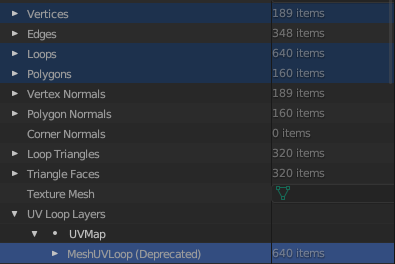 Vertices 189 items
Edges 348 items
Loops 640 items
Polygons 160 items
Vertex Normals 189 items
Polygon Normals 160 items
Corner Normals 0 items
Loop Triangles 320 items
Triangle Faces 320 items
Texture Mesh
UV Loop Layers
UVMap
MeshUVLoop (Deprecated) 640 items